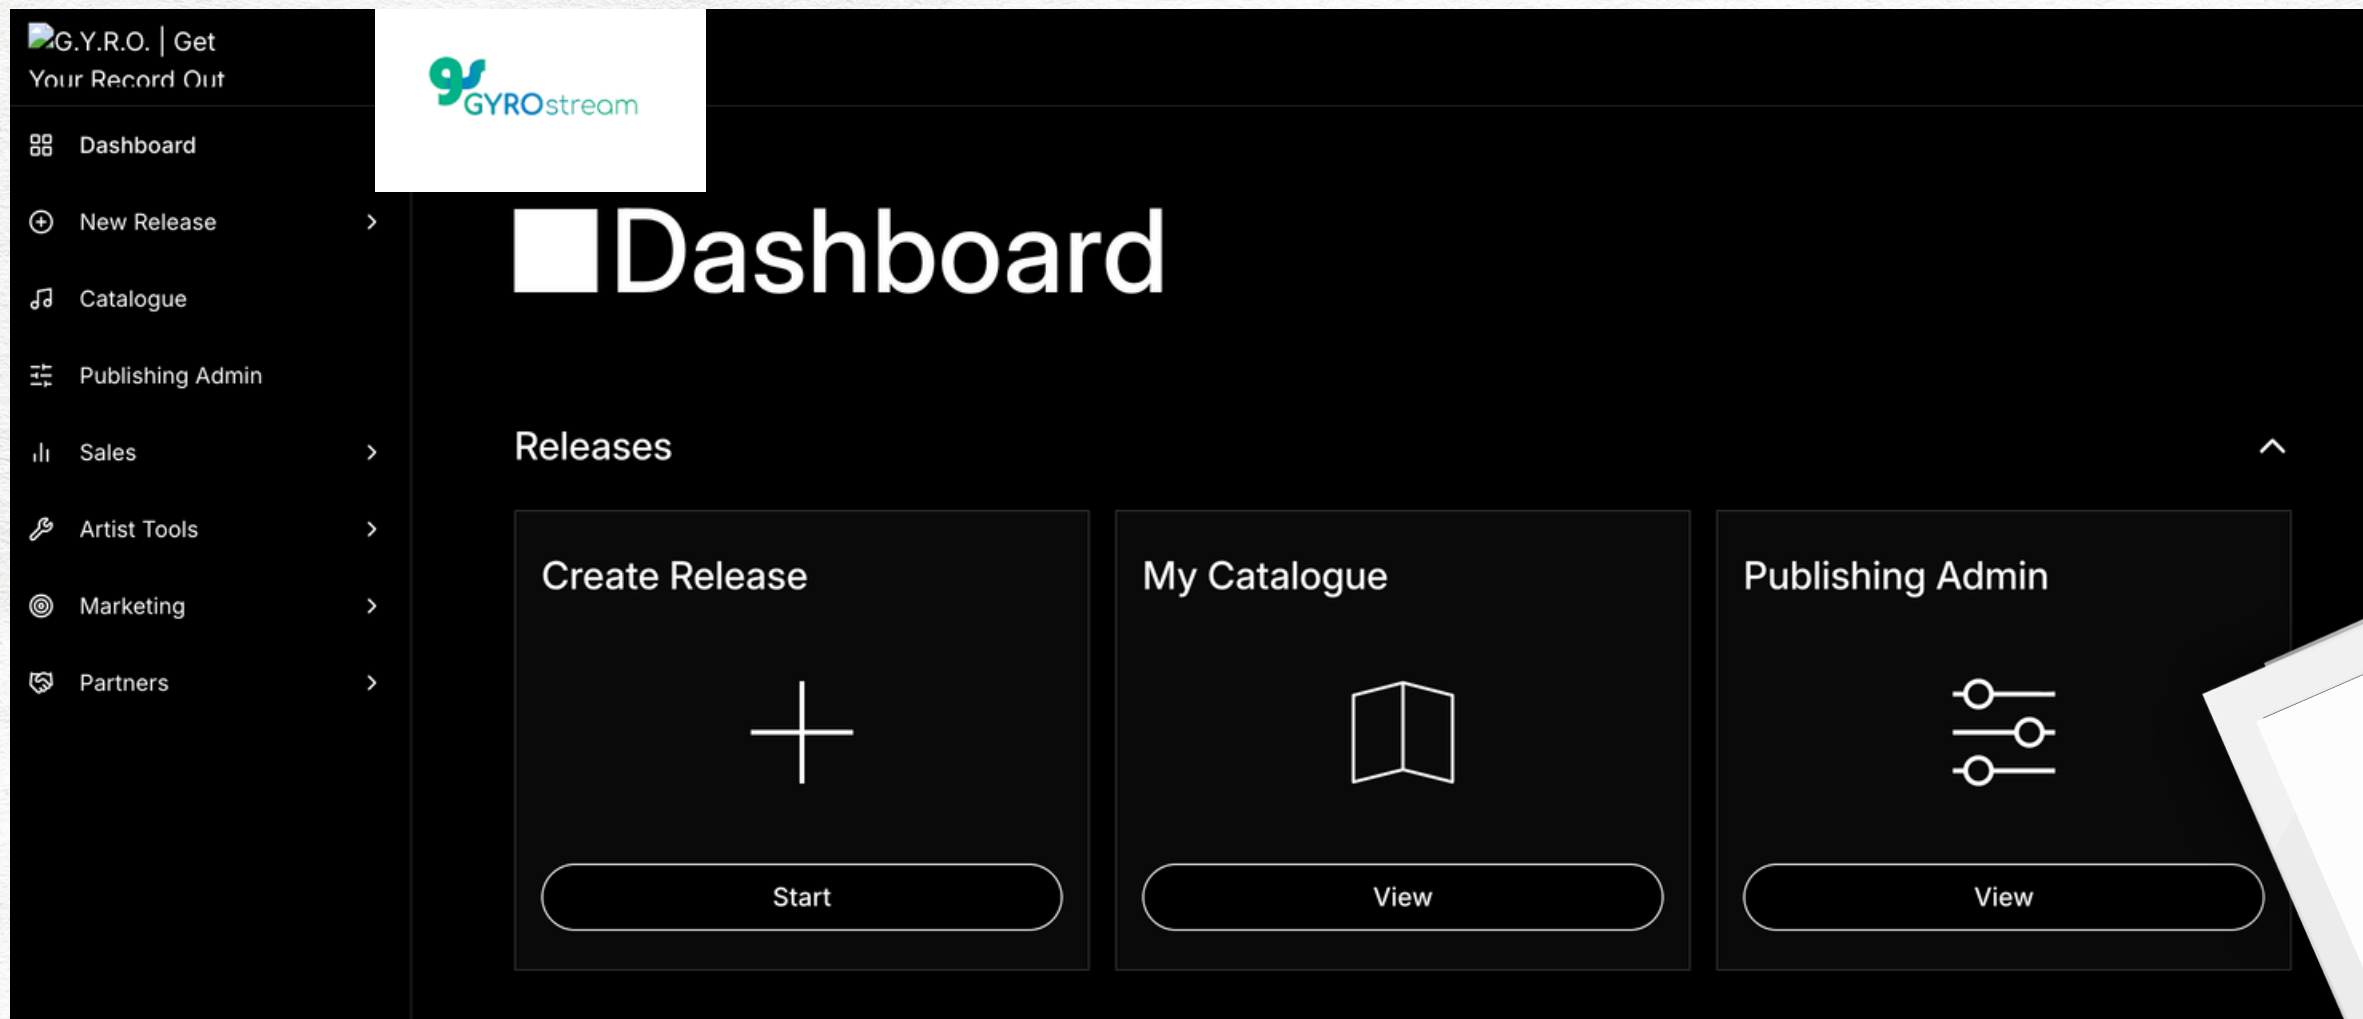 G.Y.R.O. | Get
Your Record Out
GYROstream
Dashboard
New Release
Catalogue
Publishing Admin
Sales
Artist Tools
Marketing
Partners
Dashboard
Releases
Create Release
My Catalogue
Publishing Admin
Start
View
View